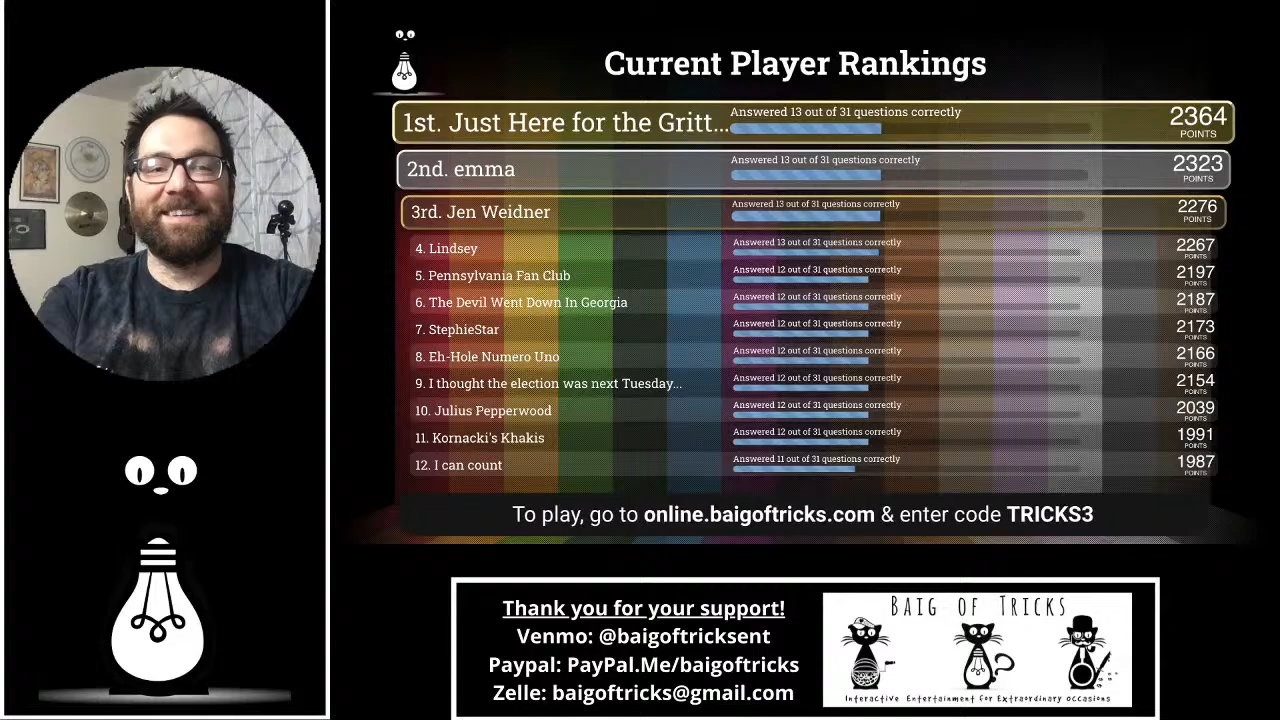 Current Player Rankings
1st. Just Here for the Gritt... Answered 13 out of 31 questions correctly 2364 POINTS
2nd. emma Answered 13 out of 31 questions correctly 2323 POINTS
3rd. Jen Weidner Answered 13 out of 31 questions correctly 2276 POINTS
4. Lindsey Answered 13 out of 31 questions correctly 2267 POINTS
5. Pennsylvania Fan Club Answered 12 out of 31 questions correctly 2197 POINTS
6. The Devil Went Down In Georgia Answered 12 out of 31 questions correctly 2187 POINTS
7. StephieStar Answered 12 out of 31 questions correctly 2173 POINTS
8. Eh-Hole Numero Uno Answered 12 out of 31 questions correctly 2166 POINTS
9. I thought the election was next Tuesday... Answered 12 out of 31 questions correctly 2154 POINTS
10. Julius Pepperwood Answered 12 out of 31 questions correctly 2039 POINTS
11. Kornacki's Khakis Answered 12 out of 31 questions correctly 1991 POINTS
12. I can count Answered 11 out of 31 questions correctly 1987 POINTS
To play, go to online.baigoftricks.com & enter code TRICKS3
Thank you for your support!
Venmo: @baigoftricksent
Paypal: PayPal.Me/baigoftricks
Zelle: baigoftricks@gmail.com
BAIG OF TRICKS
Interactive Entertainment for Extraordinary occasions